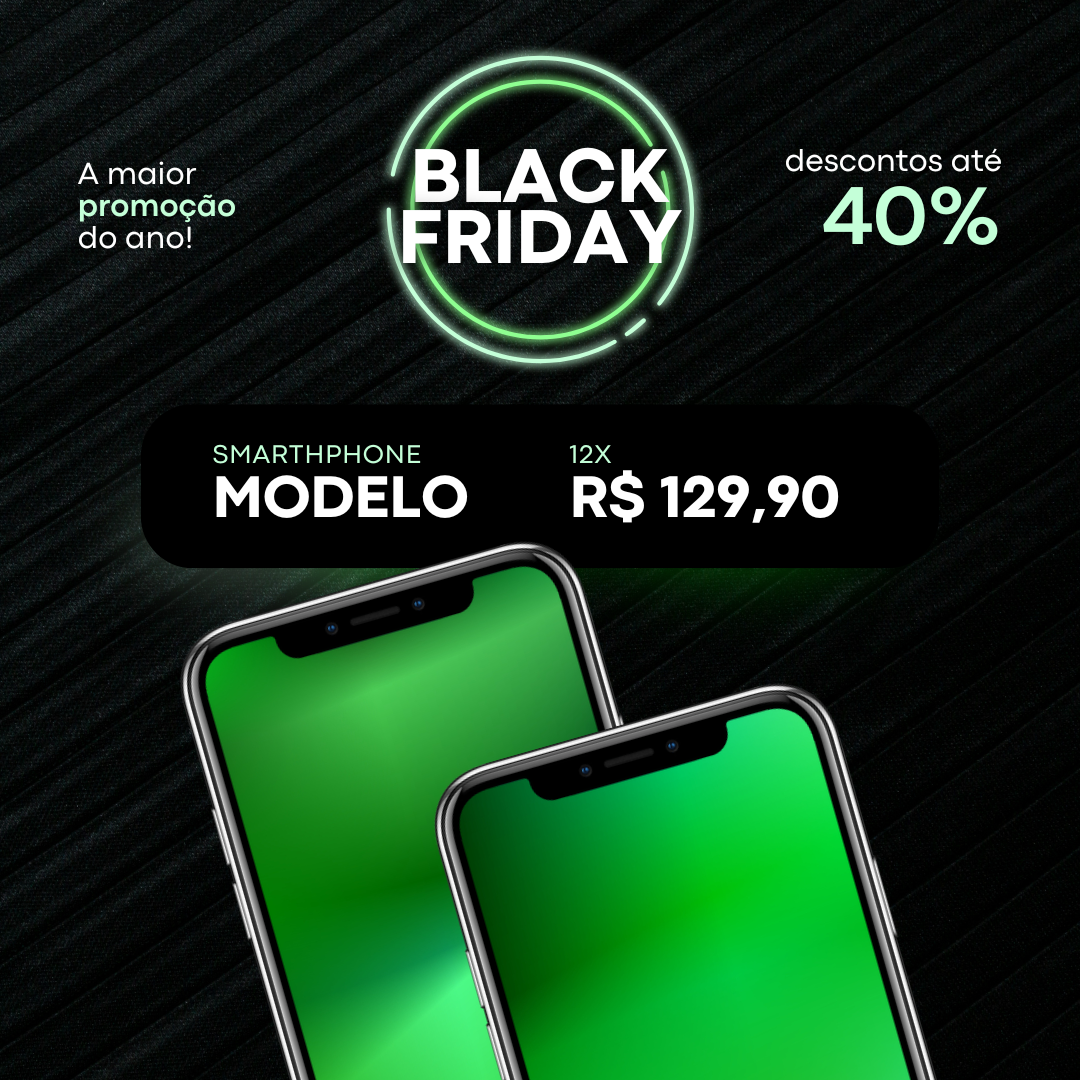 A maior
promoção
do ano!
BLACK
FRIDAY
descontos até
40%
SMARTHPHONE
MODELO
12X
R$ 129,90